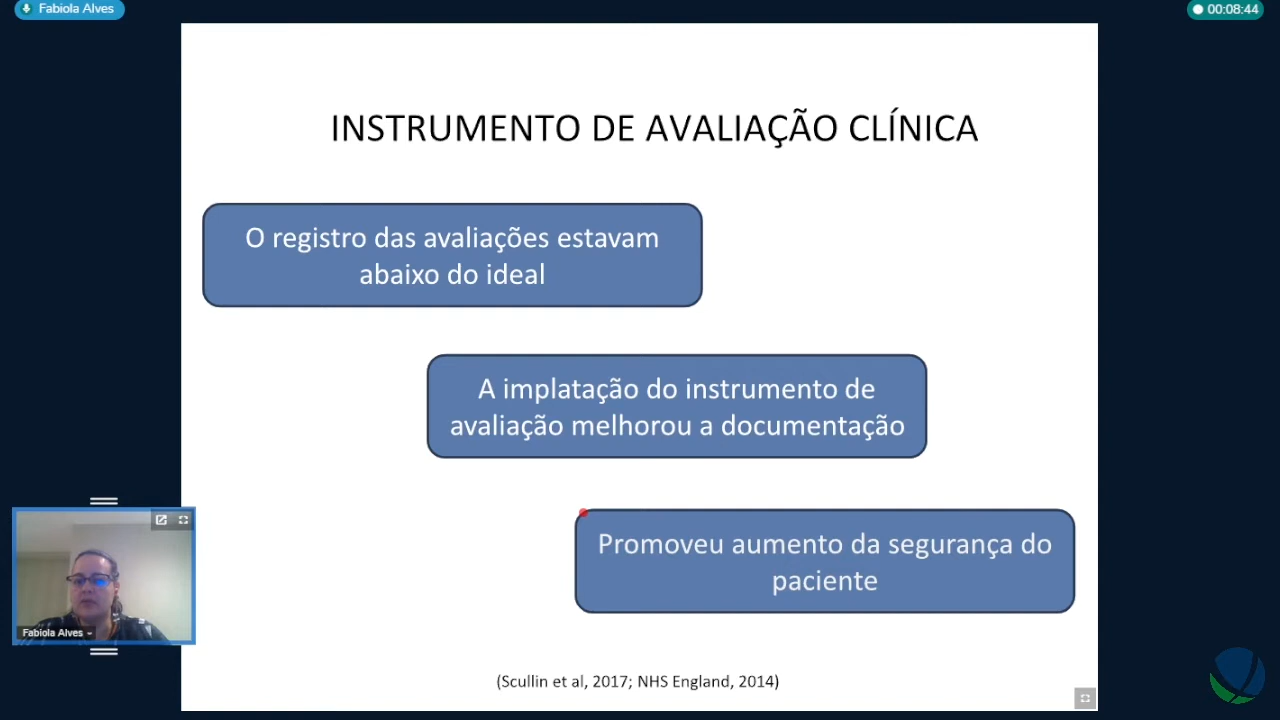 Fabiola Alves
00:08:44
INSTRUMENTO DE AVALIAÇÃO CLÍNICA
O registro das avaliações estavam
abaixo do ideal
A implatação do instrumento de
avaliação melhorou a documentação
Promoveu aumento da segurança do
paciente
Fabiola Alves
(Scullin et al, 2017; NHS England, 2014)